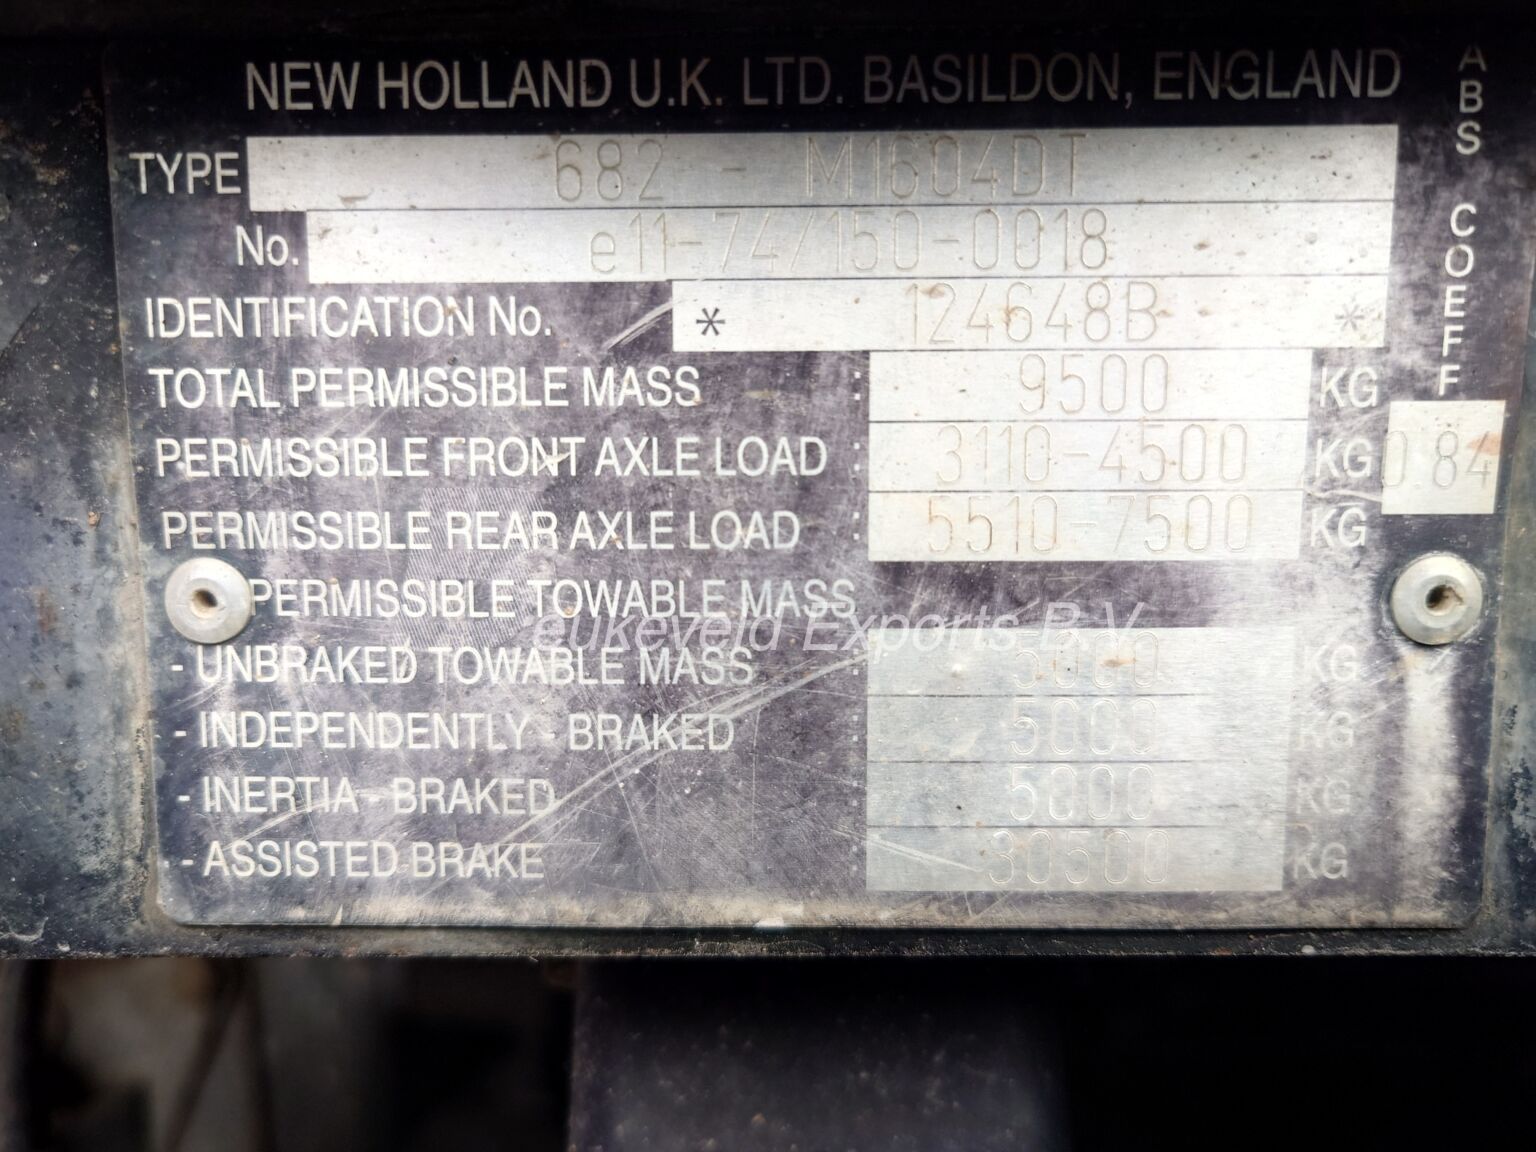 NEW HOLLAND U.K. LTD. BASILDON, ENGLAND
TYPE 682 - M1604DT
No. e11-74/150-0018
IDENTIFICATION No. * 124648B *
TOTAL PERMISSIBLE MASS : 9500 KG
PERMISSIBLE FRONT AXLE LOAD : 3110-4500 KG
PERMISSIBLE REAR AXLE LOAD : 5510-7500 KG
PERMISSIBLE TOWABLE MASS
- UNBRAKED TOWABLE MASS : 5000 KG
- INDEPENDENTLY - BRAKED : 5000 KG
- INERTIA - BRAKED : 5000 KG
- ASSISTED BRAKE : 30500 KG
ABS COEFF
0.84
eukeveld Exports B.V.